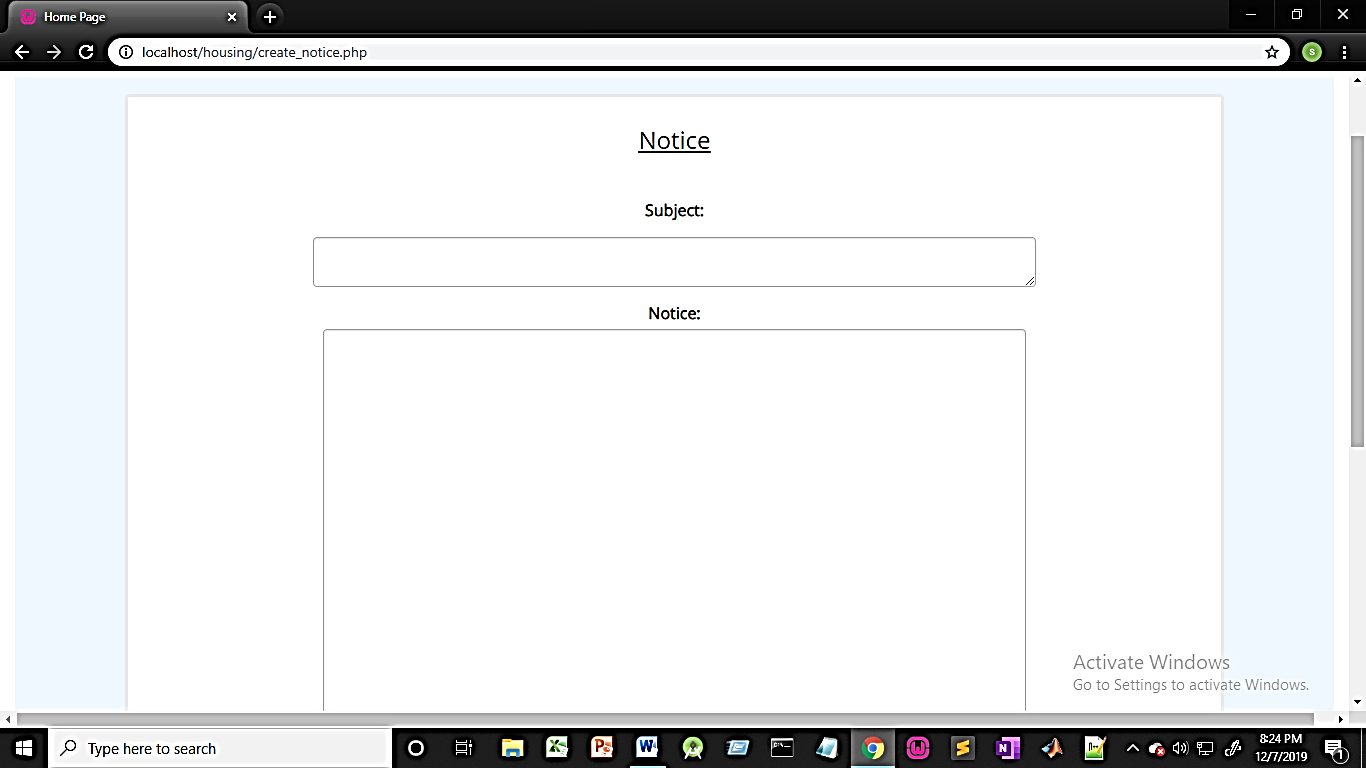 Home Page
localhost/housing/create_notice.php
S
Notice
Subject:
Notice:
Activate Windows
Go to Settings to activate Windows.
Type here to search
8:24 PM
12/7/2019
1